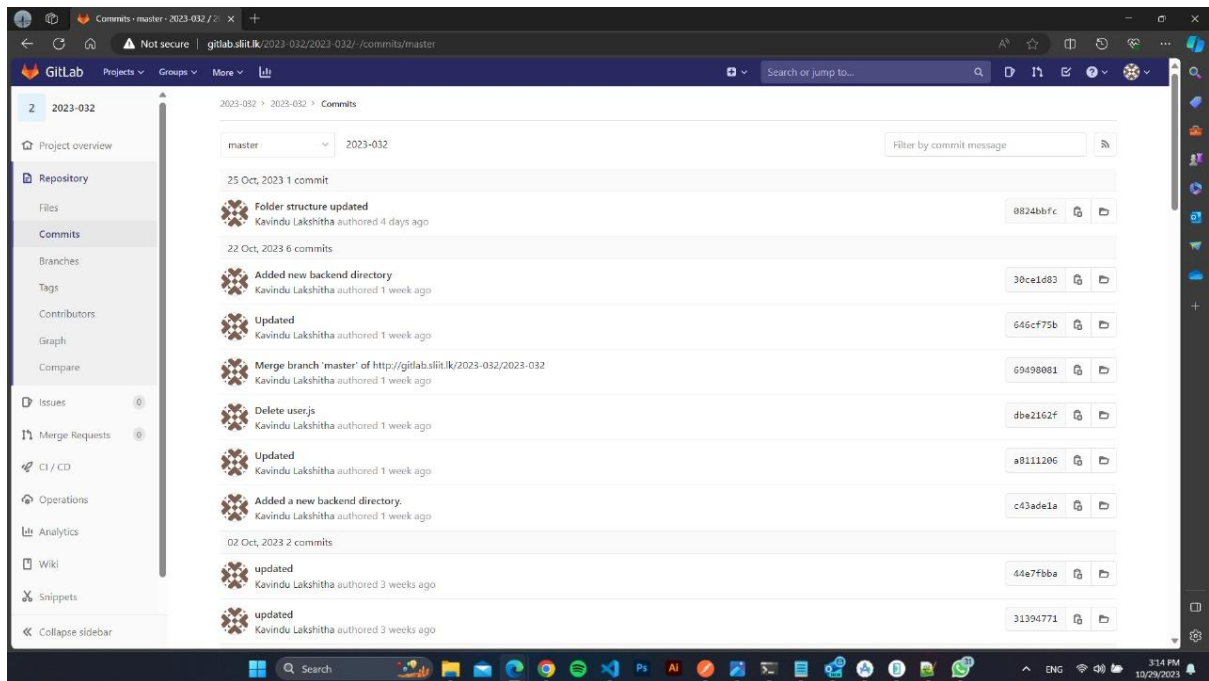 Commits · master · 2023-032 / 2
Not secure | gitlab.sliit.lk/2023-032/2023-032/-/commits/master
GitLab Projects Groups More Search or jump to...
2 2023-032
Project overview
Repository
Files
Commits
Branches
Tags
Contributors
Graph
Compare
Issues 0
Merge Requests 0
CI / CD
Operations
Analytics
Wiki
Snippets
Collapse sidebar
2023-032 > 2023-032 > Commits
master 2023-032 Filter by commit message
25 Oct, 2023 1 commit
Folder structure updated
Kavindu Lakshitha authored 4 days ago
0824bbfc
22 Oct, 2023 6 commits
Added new backend directory
Kavindu Lakshitha authored 1 week ago
30ce1d83
Updated
Kavindu Lakshitha authored 1 week ago
646cf75b
Merge branch 'master' of http://gitlab.sliit.lk/2023-032/2023-032
Kavindu Lakshitha authored 1 week ago
69498081
Delete user.js
Kavindu Lakshitha authored 1 week ago
dbe2162f
Updated
Kavindu Lakshitha authored 1 week ago
a8111206
Added a new backend directory.
Kavindu Lakshitha authored 1 week ago
c43ade1a
02 Oct, 2023 2 commits
updated
Kavindu Lakshitha authored 3 weeks ago
44e7fbba
updated
Kavindu Lakshitha authored 3 weeks ago
31394771
Search
Ps
Ai
ENG
3:14 PM
10/29/2023